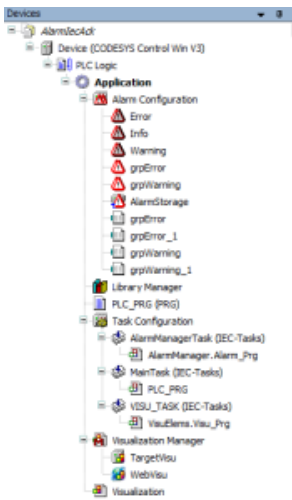 Devices
AlarmIecAck
Device (CODESYS Control Win V3)
PLC Logic
Application
Alarm Configuration
Error
Info
Warning
grpError
grpWarning
AlarmStorage
grpError
grpError_1
grpWarning
grpWarning_1
Library Manager
PLC_PRG (PRG)
Task Configuration
AlarmManagerTask (IEC-Tasks)
AlarmManager.Alarm_Prg
MainTask (IEC-Tasks)
PLC_PRG
VISU_TASK (IEC-Tasks)
VisuElems.Visu_Prg
Visualization Manager
TargetVisu
WebVisu
Visualization